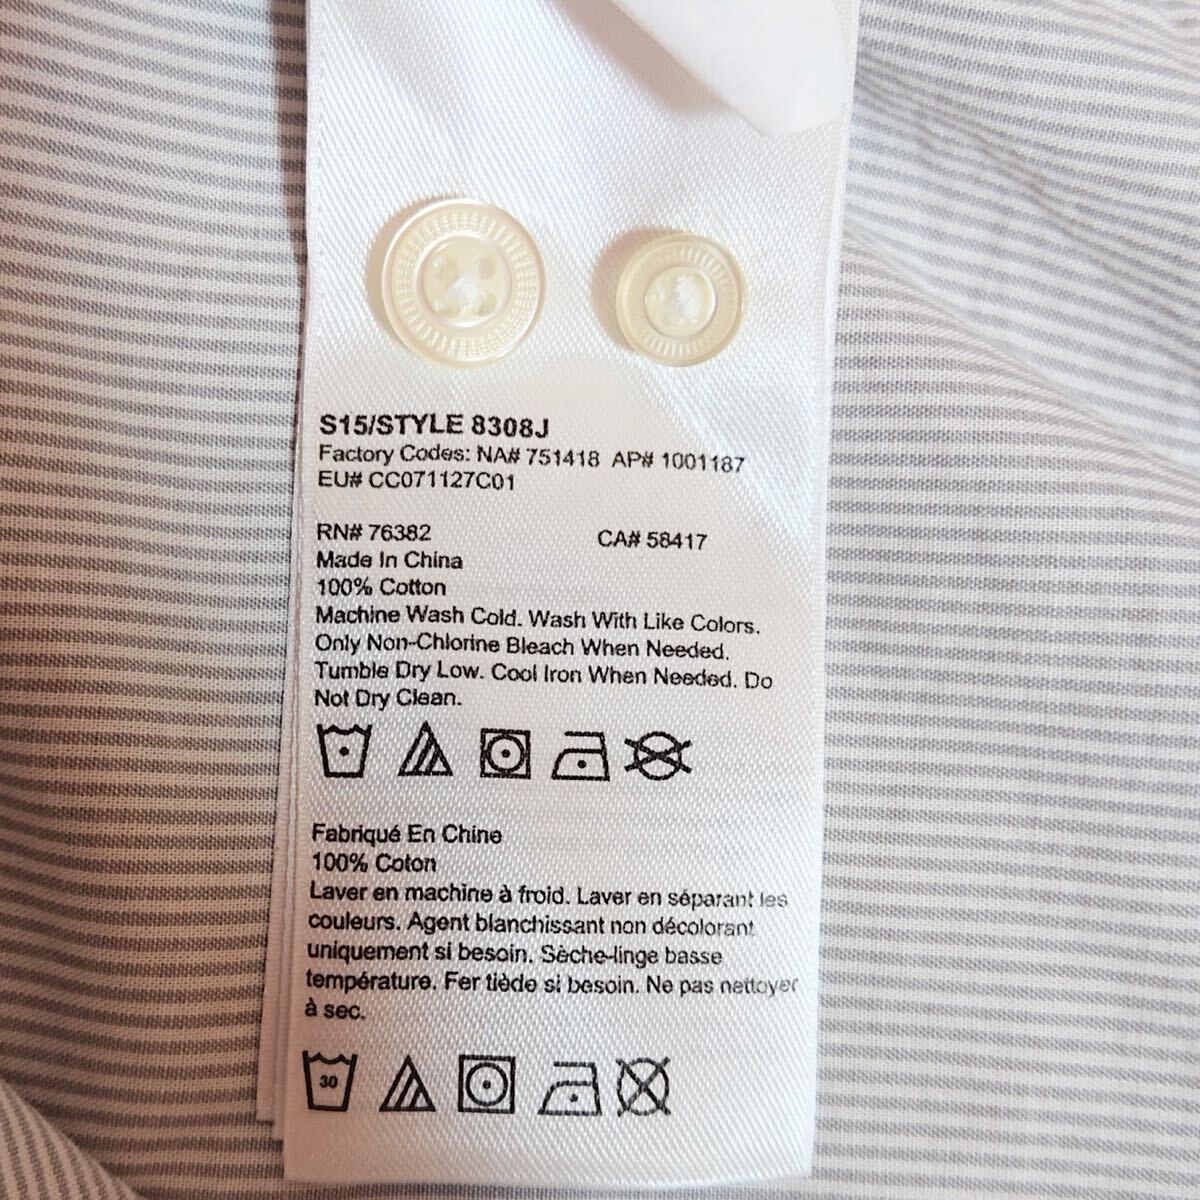 S15/STYLE 8308J
Factory Codes: NA# 751418 AP# 1001187
EU# CC071127C01
RN# 76382 CA# 58417
Made In China
100% Cotton
Machine Wash Cold. Wash With Like Colors.
Only Non-Chlorine Bleach When Needed.
Tumble Dry Low. Cool Iron When Needed. Do
Not Dry Clean.
Fabriqué En Chine
100% Coton
Laver en machine à froid. Laver en séparant les
couleurs. Agent blanchissant non décolorant
uniquement si besoin. Sèche-linge basse
température. Fer tiède si besoin. Ne pas nettoyer
à sec.
30